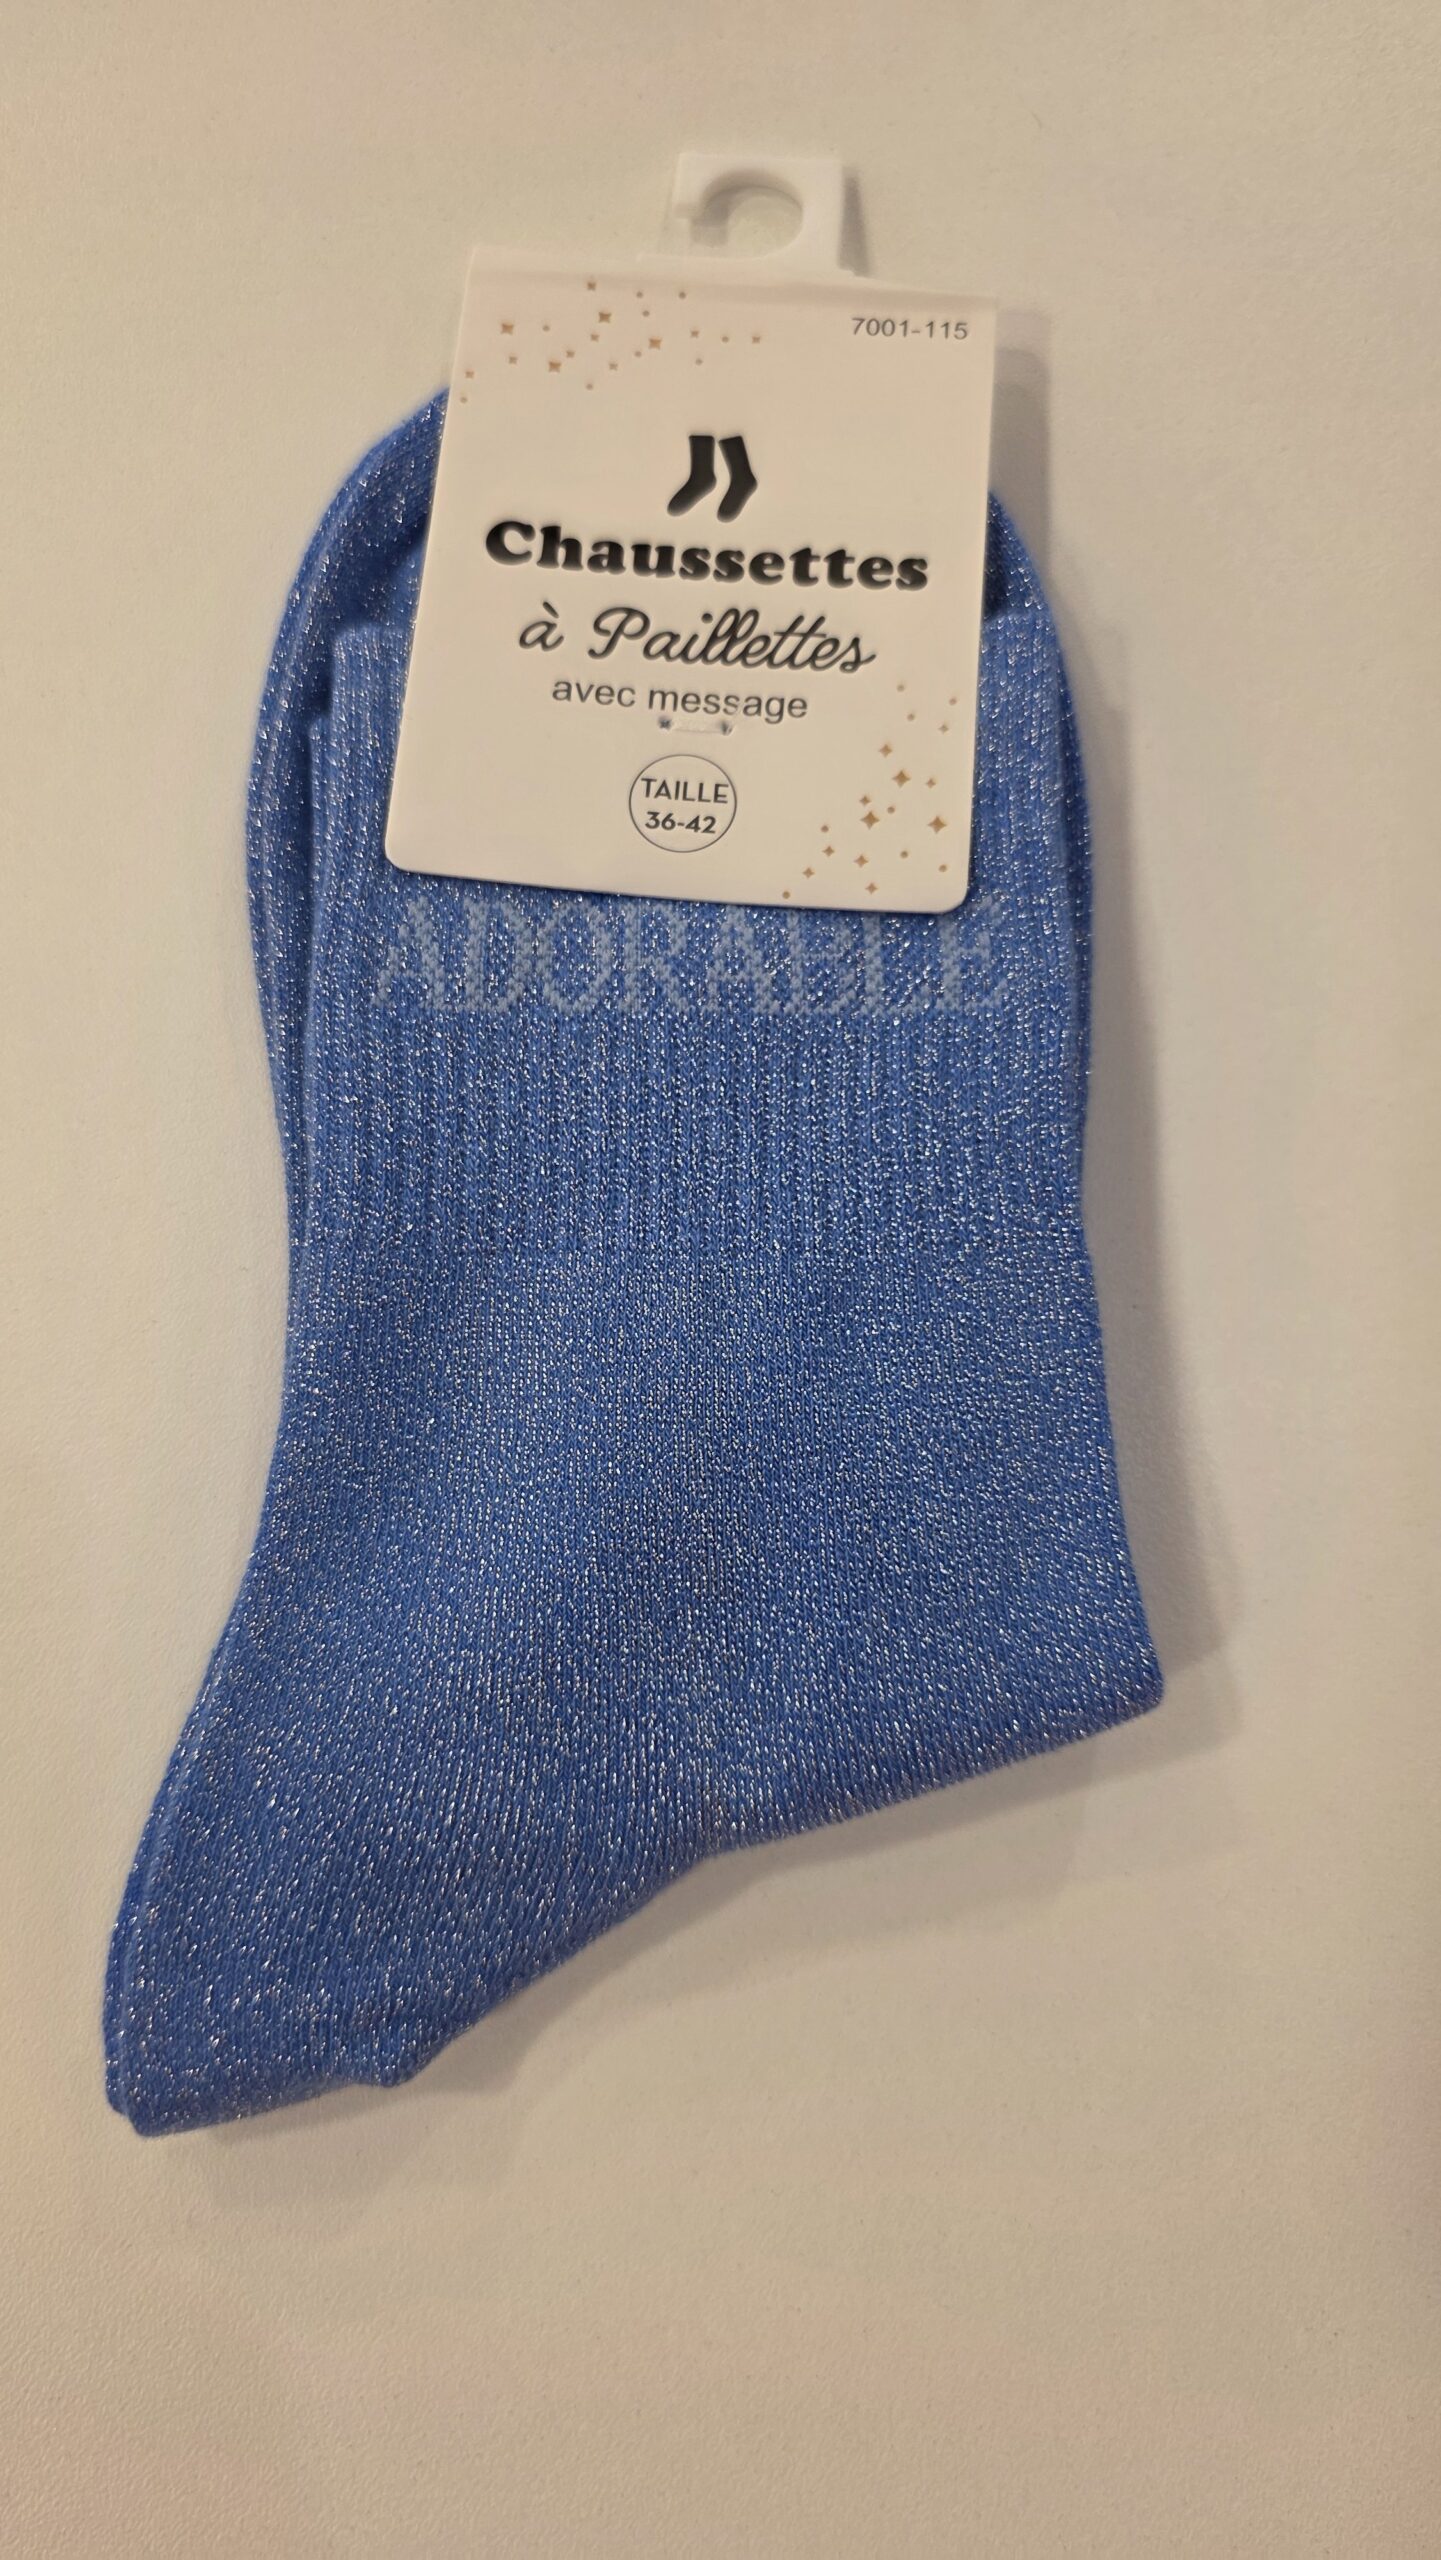 7001-115
Chaussettes
à Paillettes
avec message
TAILLE
36-42
ADORABLE